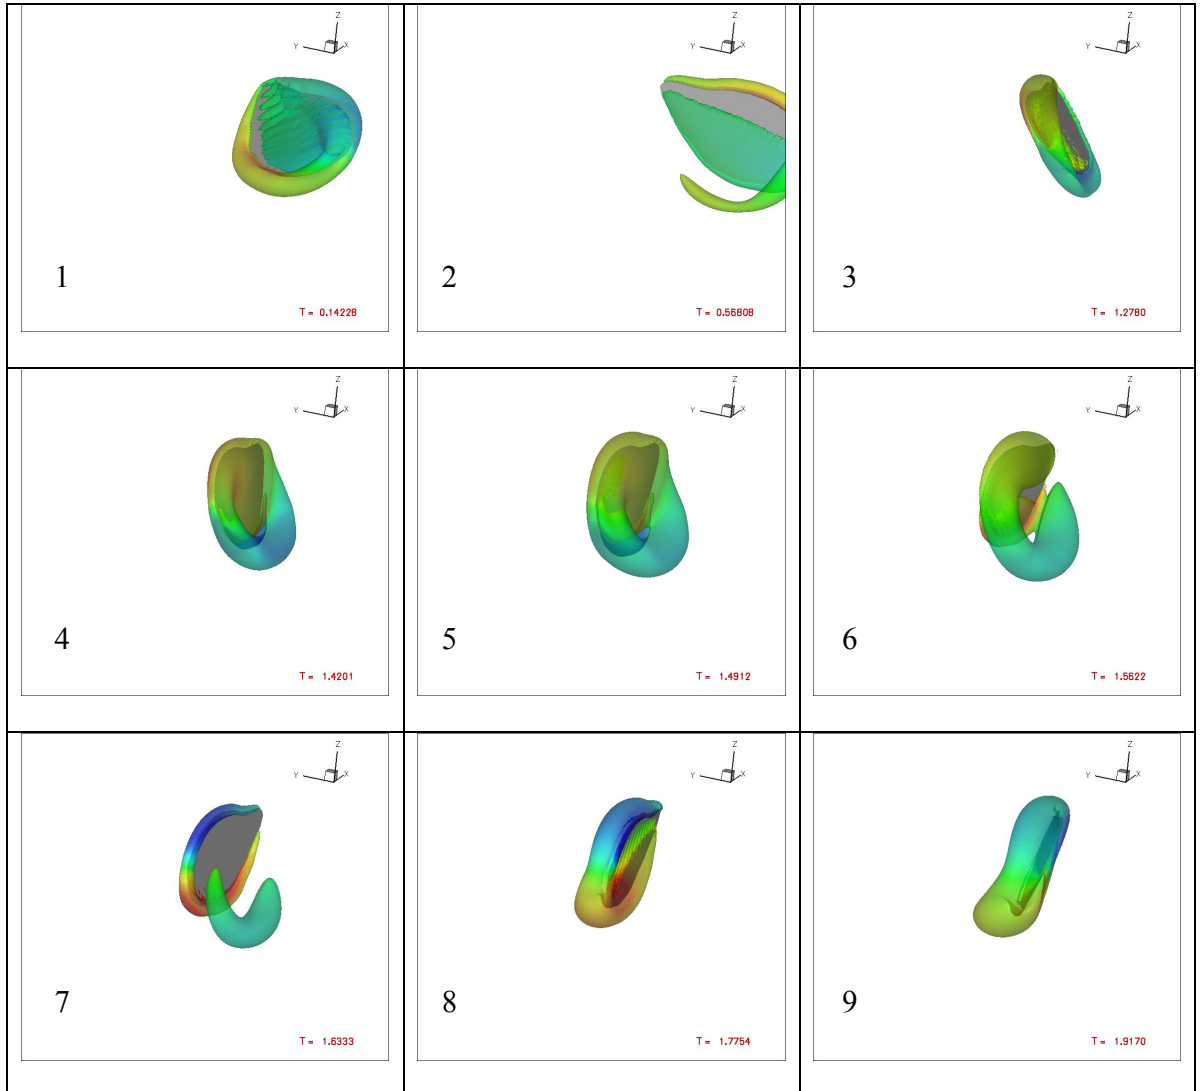 Z
Y X
1
T = 0.14228
Z
Y X
2
T = 0.56808
Z
Y X
3
T = 1.2780
Z
Y X
4
T = 1.4201
Z
Y X
5
T = 1.4912
Z
Y X
6
T = 1.5622
Z
Y X
7
T = 1.6333
Z
Y X
8
T = 1.7754
Z
Y X
9
T = 1.9170